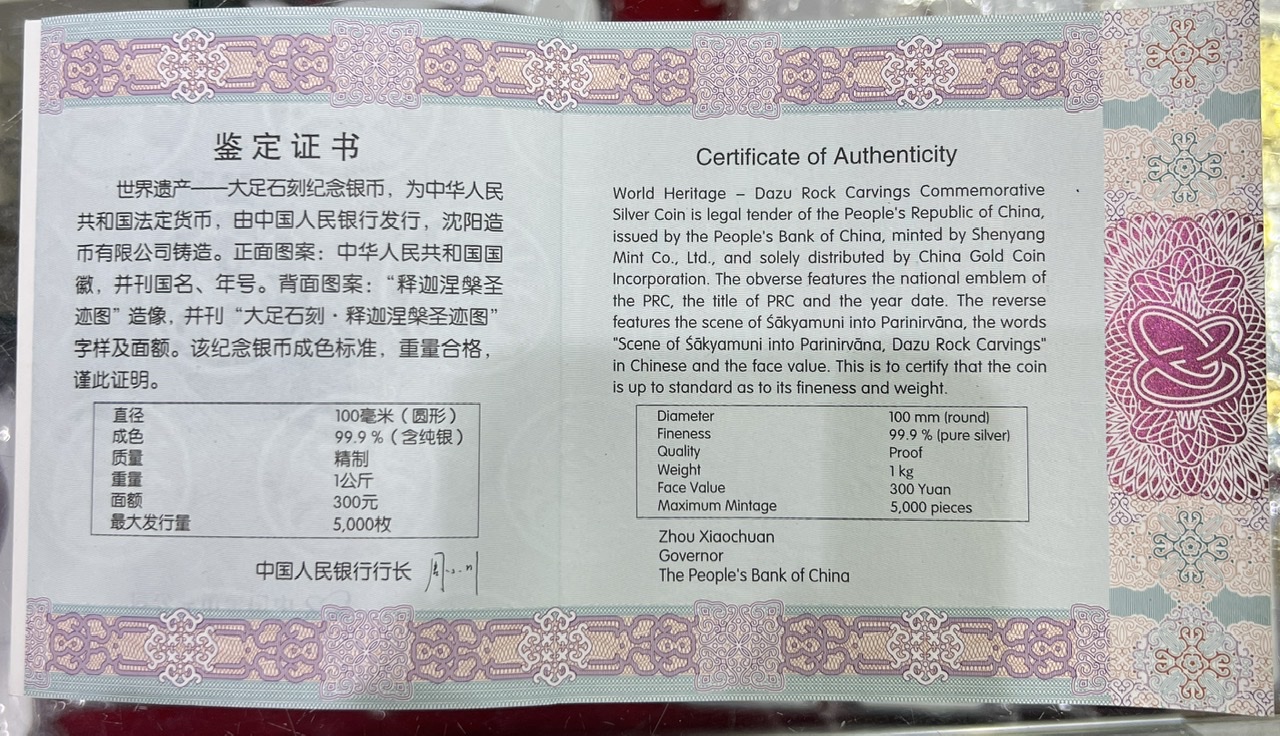 鉴定证书
世界遗产——大足石刻纪念银币，为中华人民
共和国法定货币，由中国人民银行发行，沈阳造
币有限公司铸造。正面图案：中华人民共和国国
徽，并刊国名、年号。背面图案：“释迦涅槃圣
迹图”造像，并刊“大足石刻·释迦涅槃圣迹图”
字样及面额。该纪念银币成色标准，重量合格，
谨此证明。
直径 100毫米（圆形）
成色 99.9％（含纯银）
质量 精制
重量 1公斤
面额 300元
最大发行量 5,000枚
中国人民银行行长
Certificate of Authenticity
World Heritage – Dazu Rock Carvings Commemorative
Silver Coin is legal tender of the People's Republic of China,
issued by the People's Bank of China, minted by Shenyang
Mint Co., Ltd., and solely distributed by China Gold Coin
Incorporation. The obverse features the national emblem of
the PRC, the title of PRC and the year date. The reverse
features the scene of Śākyamuni into Parinirvāna, the words
"Scene of Śākyamuni into Parinirvāna, Dazu Rock Carvings"
in Chinese and the face value. This is to certify that the coin
is up to standard as to its fineness and weight.
Diameter 100 mm (round)
Fineness 99.9 % (pure silver)
Quality Proof
Weight 1 kg
Face Value 300 Yuan
Maximum Mintage 5,000 pieces
Zhou Xiaochuan
Governor
The People's Bank of China